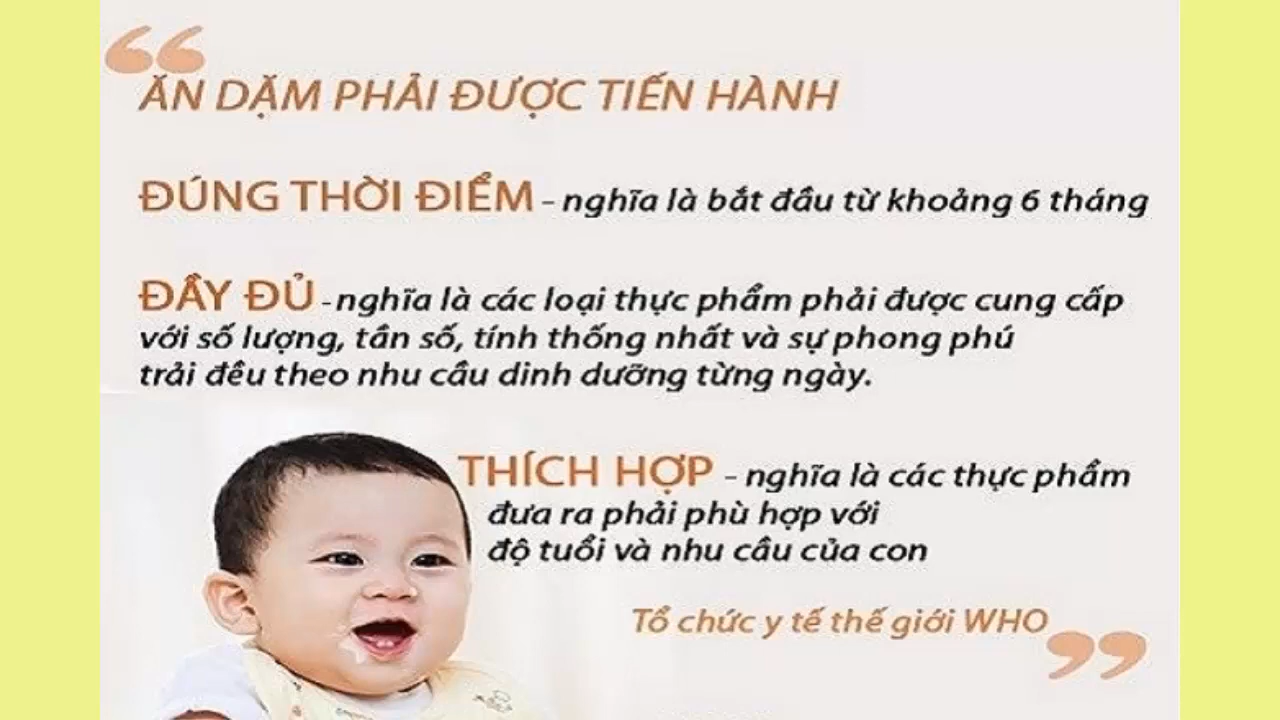 ĂN DẶM PHẢI ĐƯỢC TIẾN HÀNH
ĐÚNG THỜI ĐIỂM - nghĩa là bắt đầu từ khoảng 6 tháng
ĐẦY ĐỦ - nghĩa là các loại thực phẩm phải được cung cấp
với số lượng, tần số, tính thống nhất và sự phong phú
trải đều theo nhu cầu dinh dưỡng từng ngày.
THÍCH HỢP - nghĩa là các thực phẩm
đưa ra phải phù hợp với
độ tuổi và nhu cầu của con
Tổ chức y tế thế giới WHO